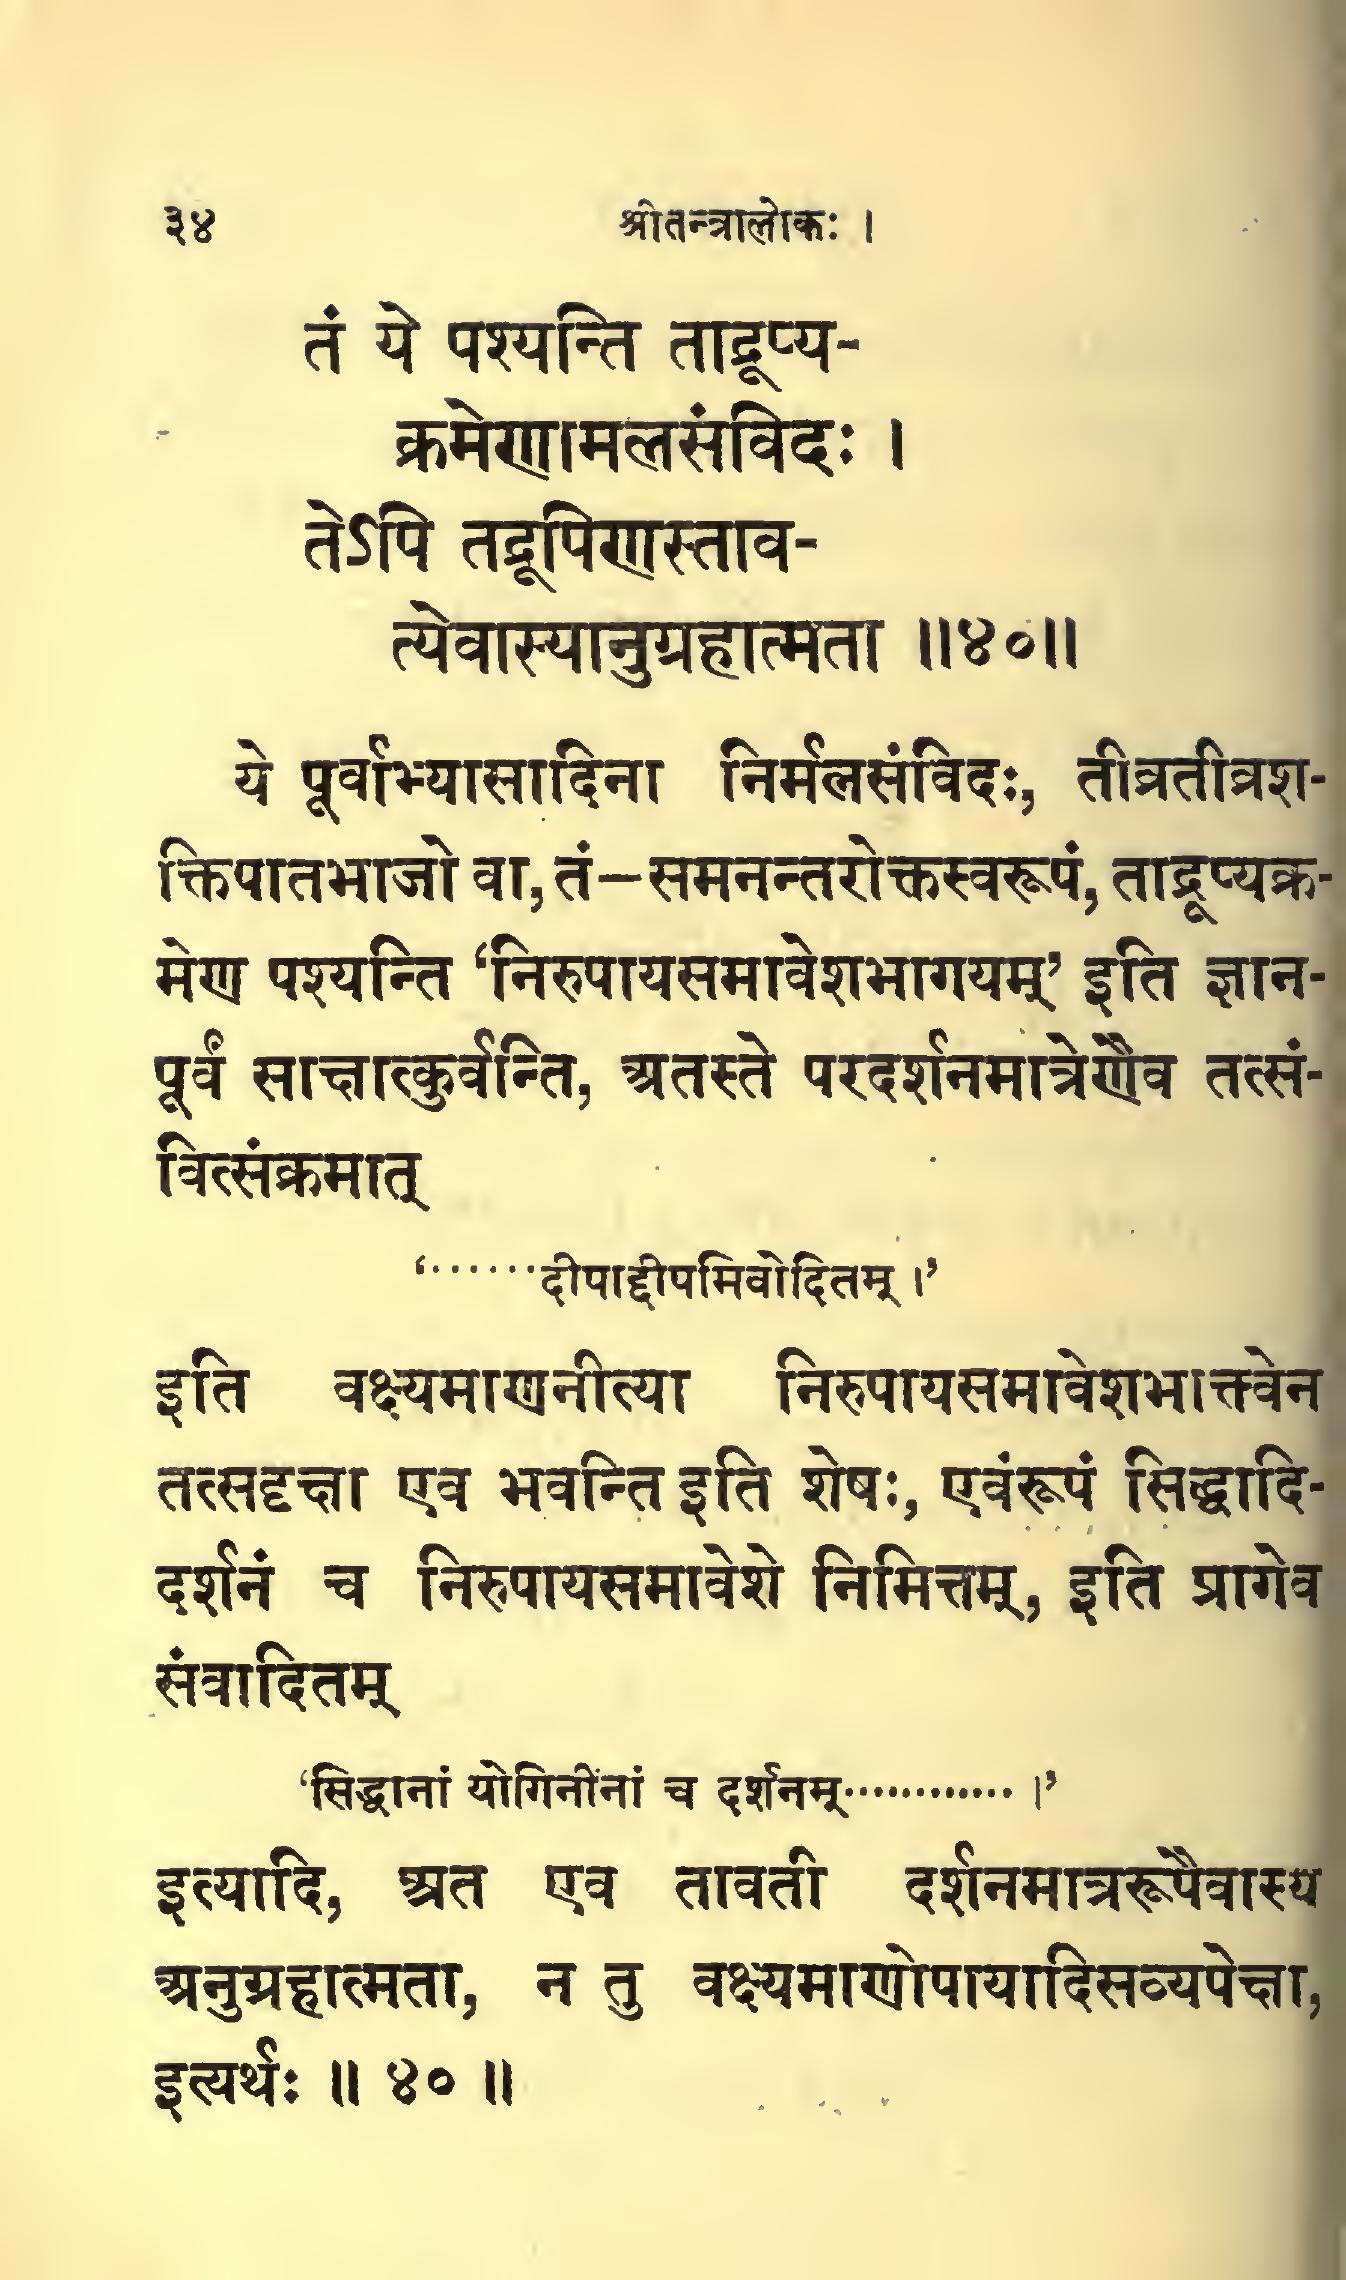 ३४ श्रीतन्त्रालोकः ।
तं ये पश्यन्ति ताद्रूप्य-
क्रमेणामलसंविदः ।
तेऽपि तद्रूपिणस्ताव-
त्येवास्यानुग्रहात्मता ॥४०॥
ये पूर्वाभ्यासादिना निर्मलसंविदः, तीव्रतीव्रश-
क्तिपातभाजो वा, तं—समनन्तरोक्तस्वरूपं, ताद्रूप्यक्र-
मेण पश्यन्ति ‘निरुपायसमावेशभागयम्’ इति ज्ञान-
पूर्वं साक्षात्कुर्वन्ति, अतस्ते परदर्शनमात्रेणैव तत्सं-
वित्संक्रमात्
‘·······दीपाद्दीपमिवोदितम् ।’
इति वक्ष्यमाणनीत्या निरुपायसमावेशभाक्त्वेन
तत्सदृक्षा एव भवन्ति इति शेषः, एवंरूपं सिद्धादि-
दर्शनं च निरुपायसमावेशे निमित्तम्, इति प्रागेव
संवादितम्
‘सिद्धानां योगिनीनां च दर्शनम्············ ।’
इत्यादि, अत एव तावती दर्शनमात्ररूपैवास्य
अनुग्रहात्मता, न तु वक्ष्यमाणोपायादिसव्यपेक्षा,
इत्यर्थः ॥ ४० ॥